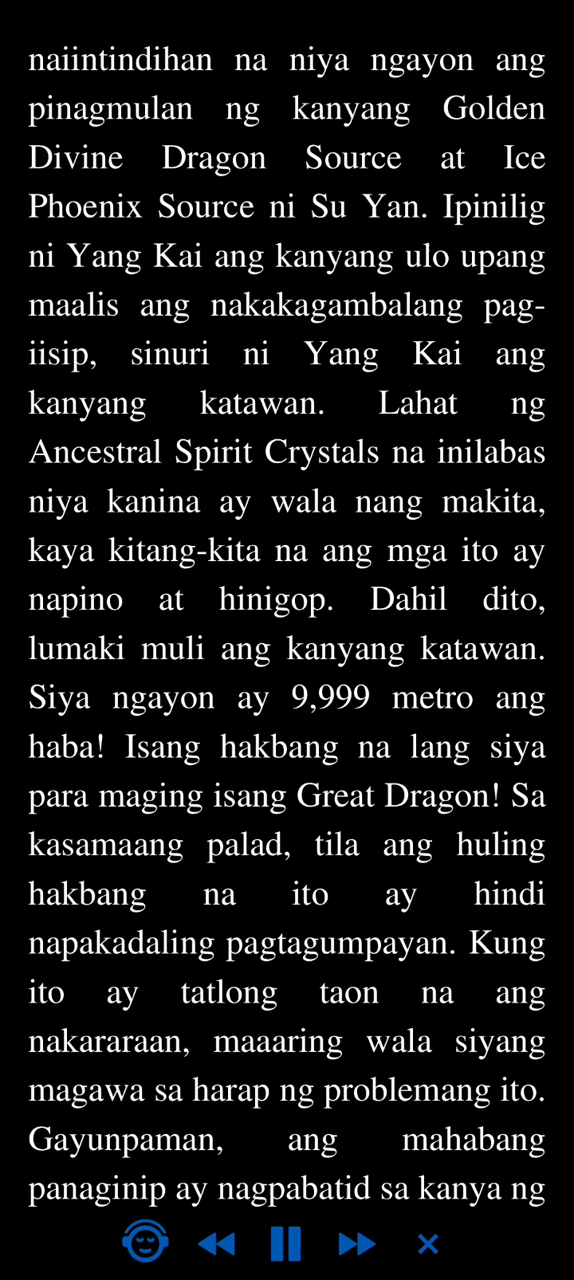 naiintindihan na niya ngayon ang
pinagmulan ng kanyang Golden
Divine Dragon Source at Ice
Phoenix Source ni Su Yan. Ipinilig
ni Yang Kai ang kanyang ulo upang
maalis ang nakakagambalang pag-
iisip, sinuri ni Yang Kai ang
kanyang katawan. Lahat ng
Ancestral Spirit Crystals na inilabas
niya kanina ay wala nang makita,
kaya kitang-kita na ang mga ito ay
napino at hinigop. Dahil dito,
lumaki muli ang kanyang katawan.
Siya ngayon ay 9,999 metro ang
haba! Isang hakbang na lang siya
para maging isang Great Dragon! Sa
kasamaang palad, tila ang huling
hakbang na ito ay hindi
napakadaling pagtagumpayan. Kung
ito ay tatlong taon na ang
nakararaan, maaaring wala siyang
magawa sa harap ng problemang ito.
Gayunpaman, ang mahabang
panaginip ay nagpabatid sa kanya ng